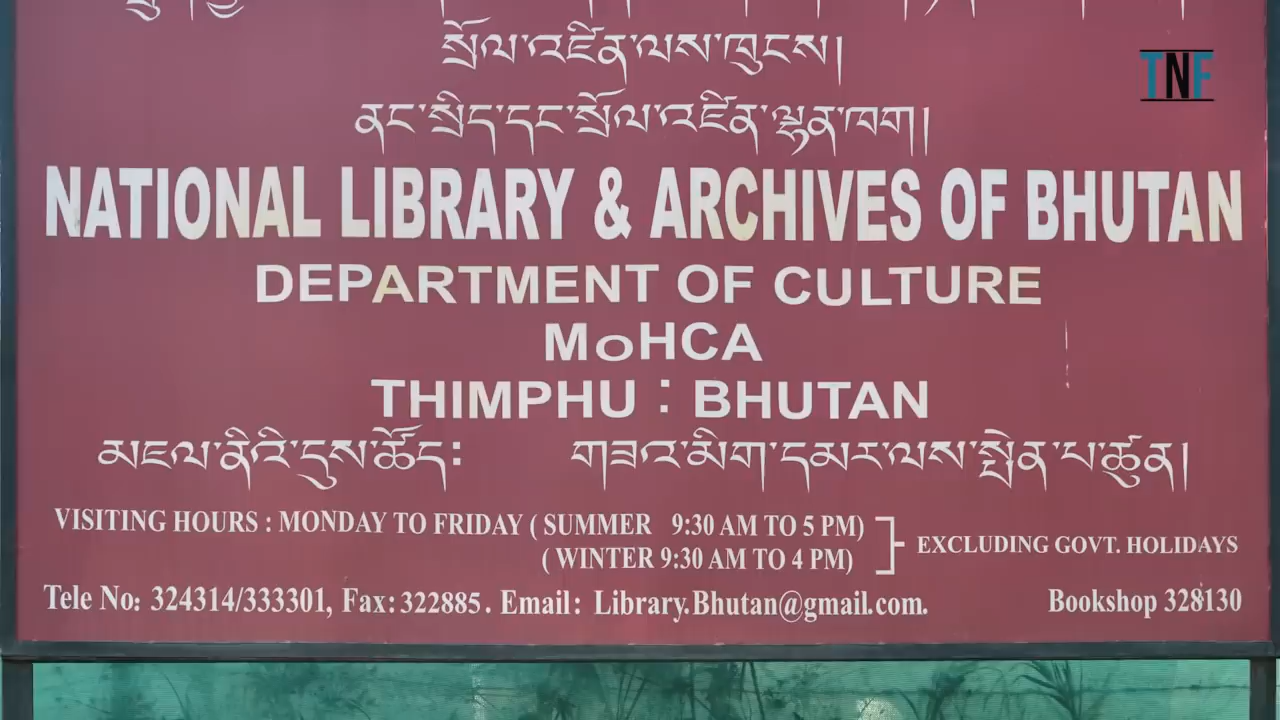 སྲོལ་འཛིན་ལས་ཁུངས།
TNF
ནང་སྲིད་དང་སྲོལ་འཛིན་ལྷན་ཁག།
NATIONAL LIBRARY & ARCHIVES OF BHUTAN
DEPARTMENT OF CULTURE
MoHCA
THIMPHU : BHUTAN
མཇལ་ནིའི་དུས་ཚོད: གཟའ་མིག་དམར་ལས་སྤེན་པ་ཚུན།
VISITING HOURS : MONDAY TO FRIDAY ( SUMMER 9:30 AM TO 5 PM)
( WINTER 9:30 AM TO 4 PM) EXCLUDING GOVT. HOLIDAYS
Tele No: 324314/333301, Fax: 322885. Email: Library.Bhutan@gmail.com. Bookshop 328130